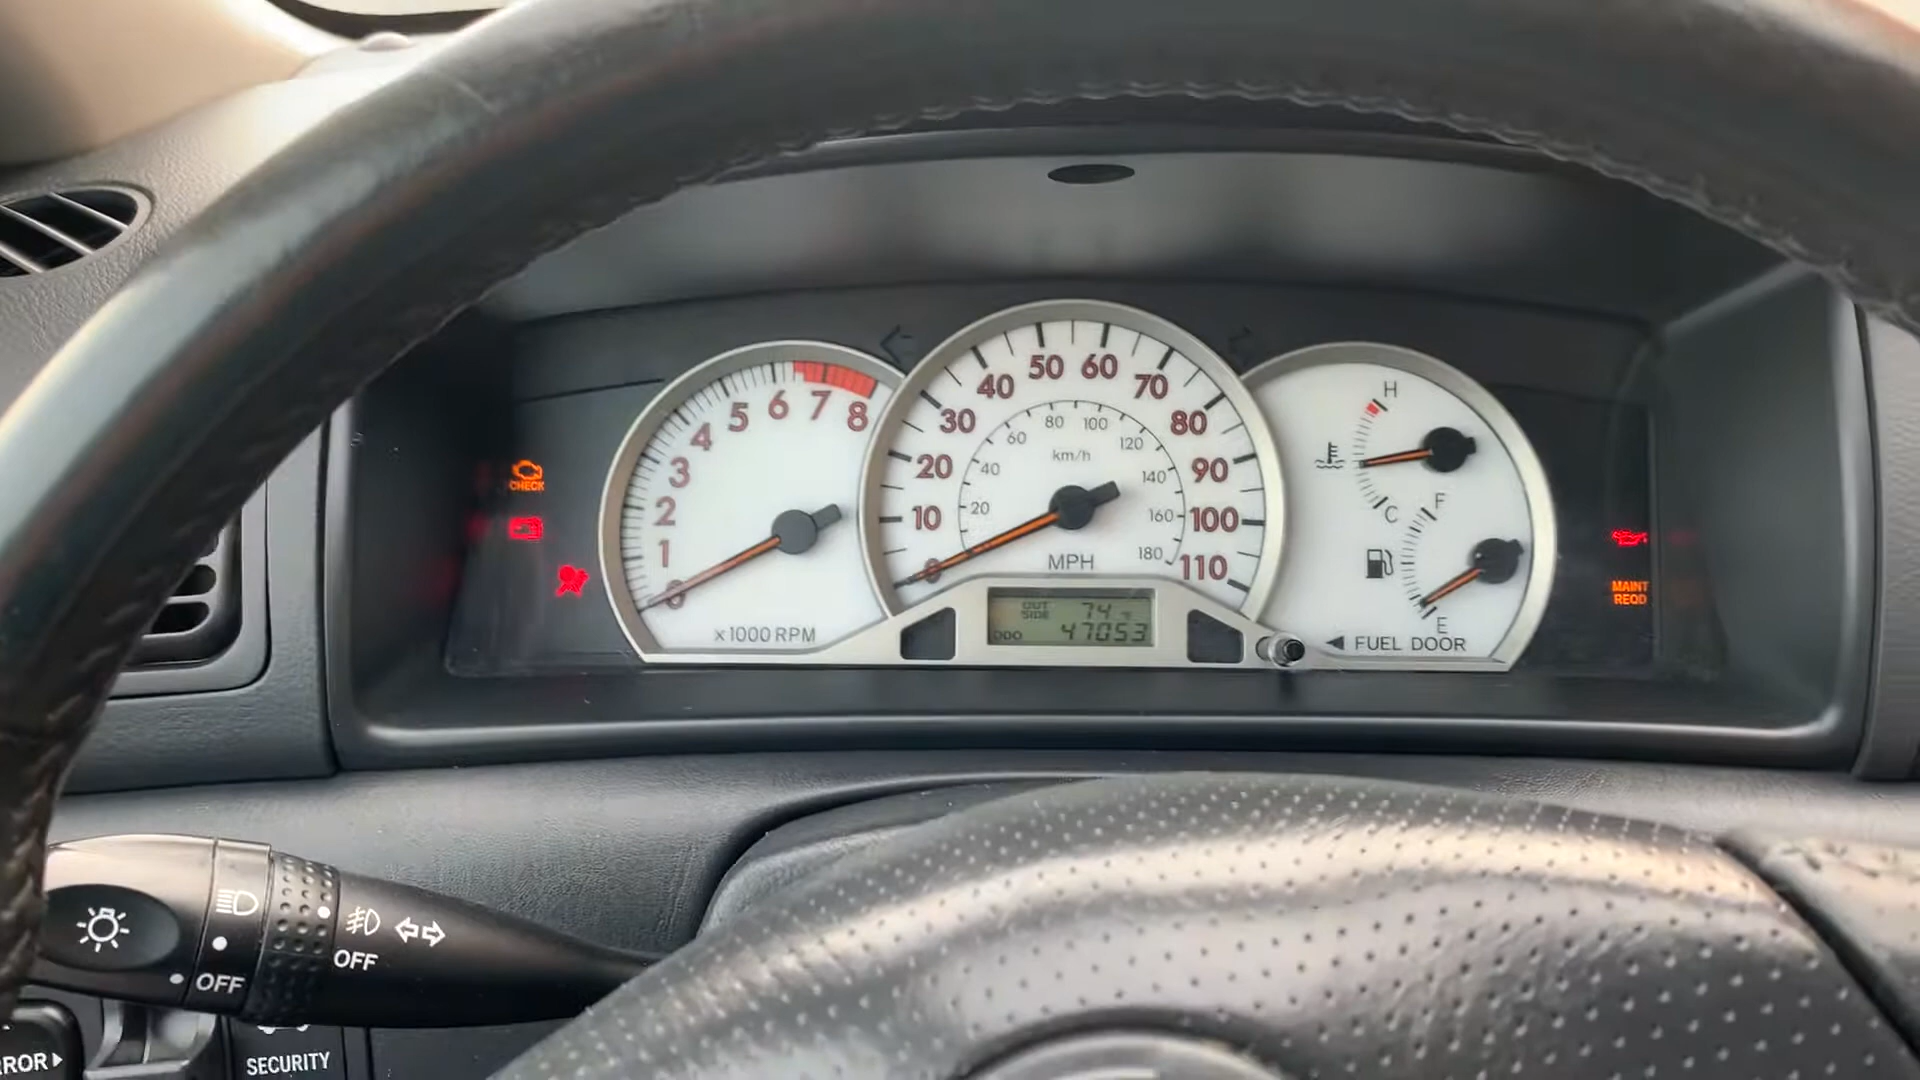 CHECK
0 1 2 3 4 5 6 7 8
x1000 RPM
0 10 20 30 40 50 60 70 80 90 100 110
20 40 60 80 100 120 140 160 180
km/h
MPH
OUT
SIDE 74 °F
ODO 47053
H
C
F
E
FUEL DOOR
MAINT
REQD
OFF
OFF
SECURITY